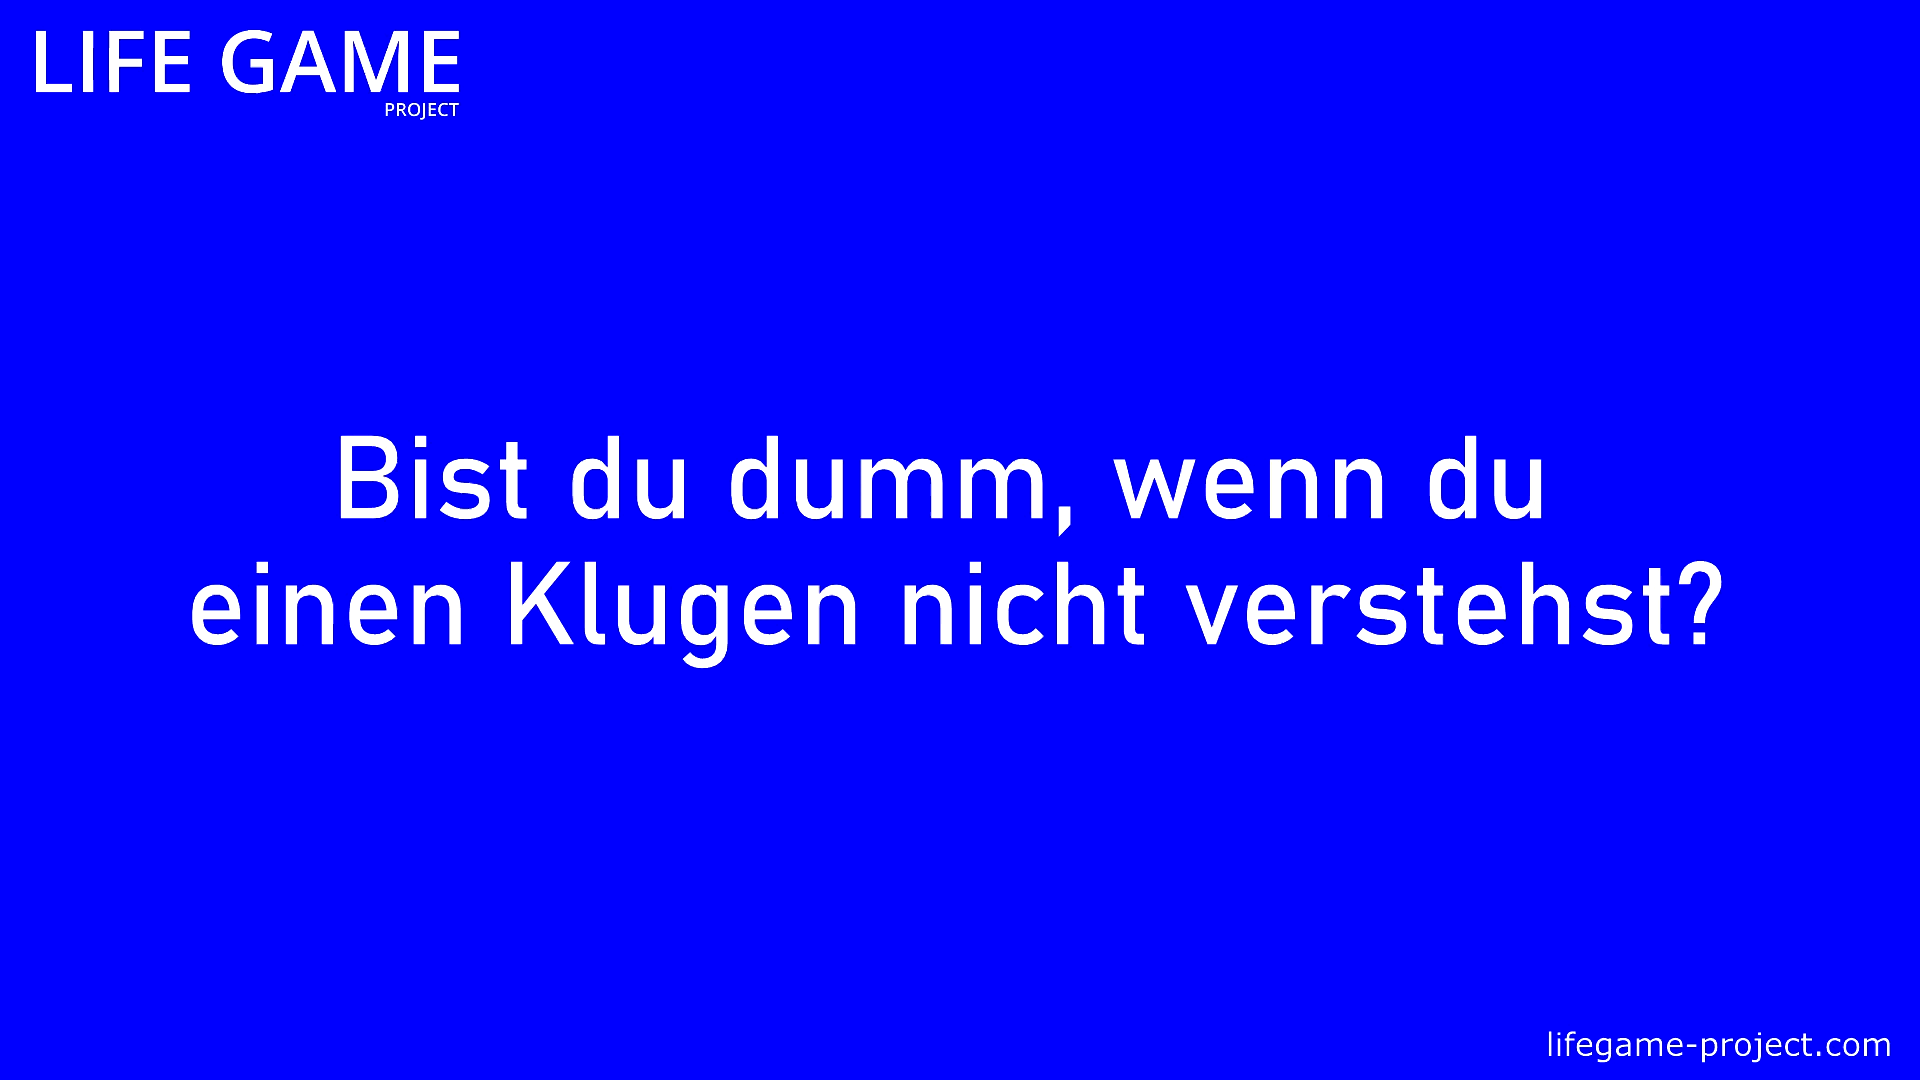 LIFE GAME
PROJECT
Bist du dumm, wenn du
einen Klugen nicht verstehst?
lifegame-project.com